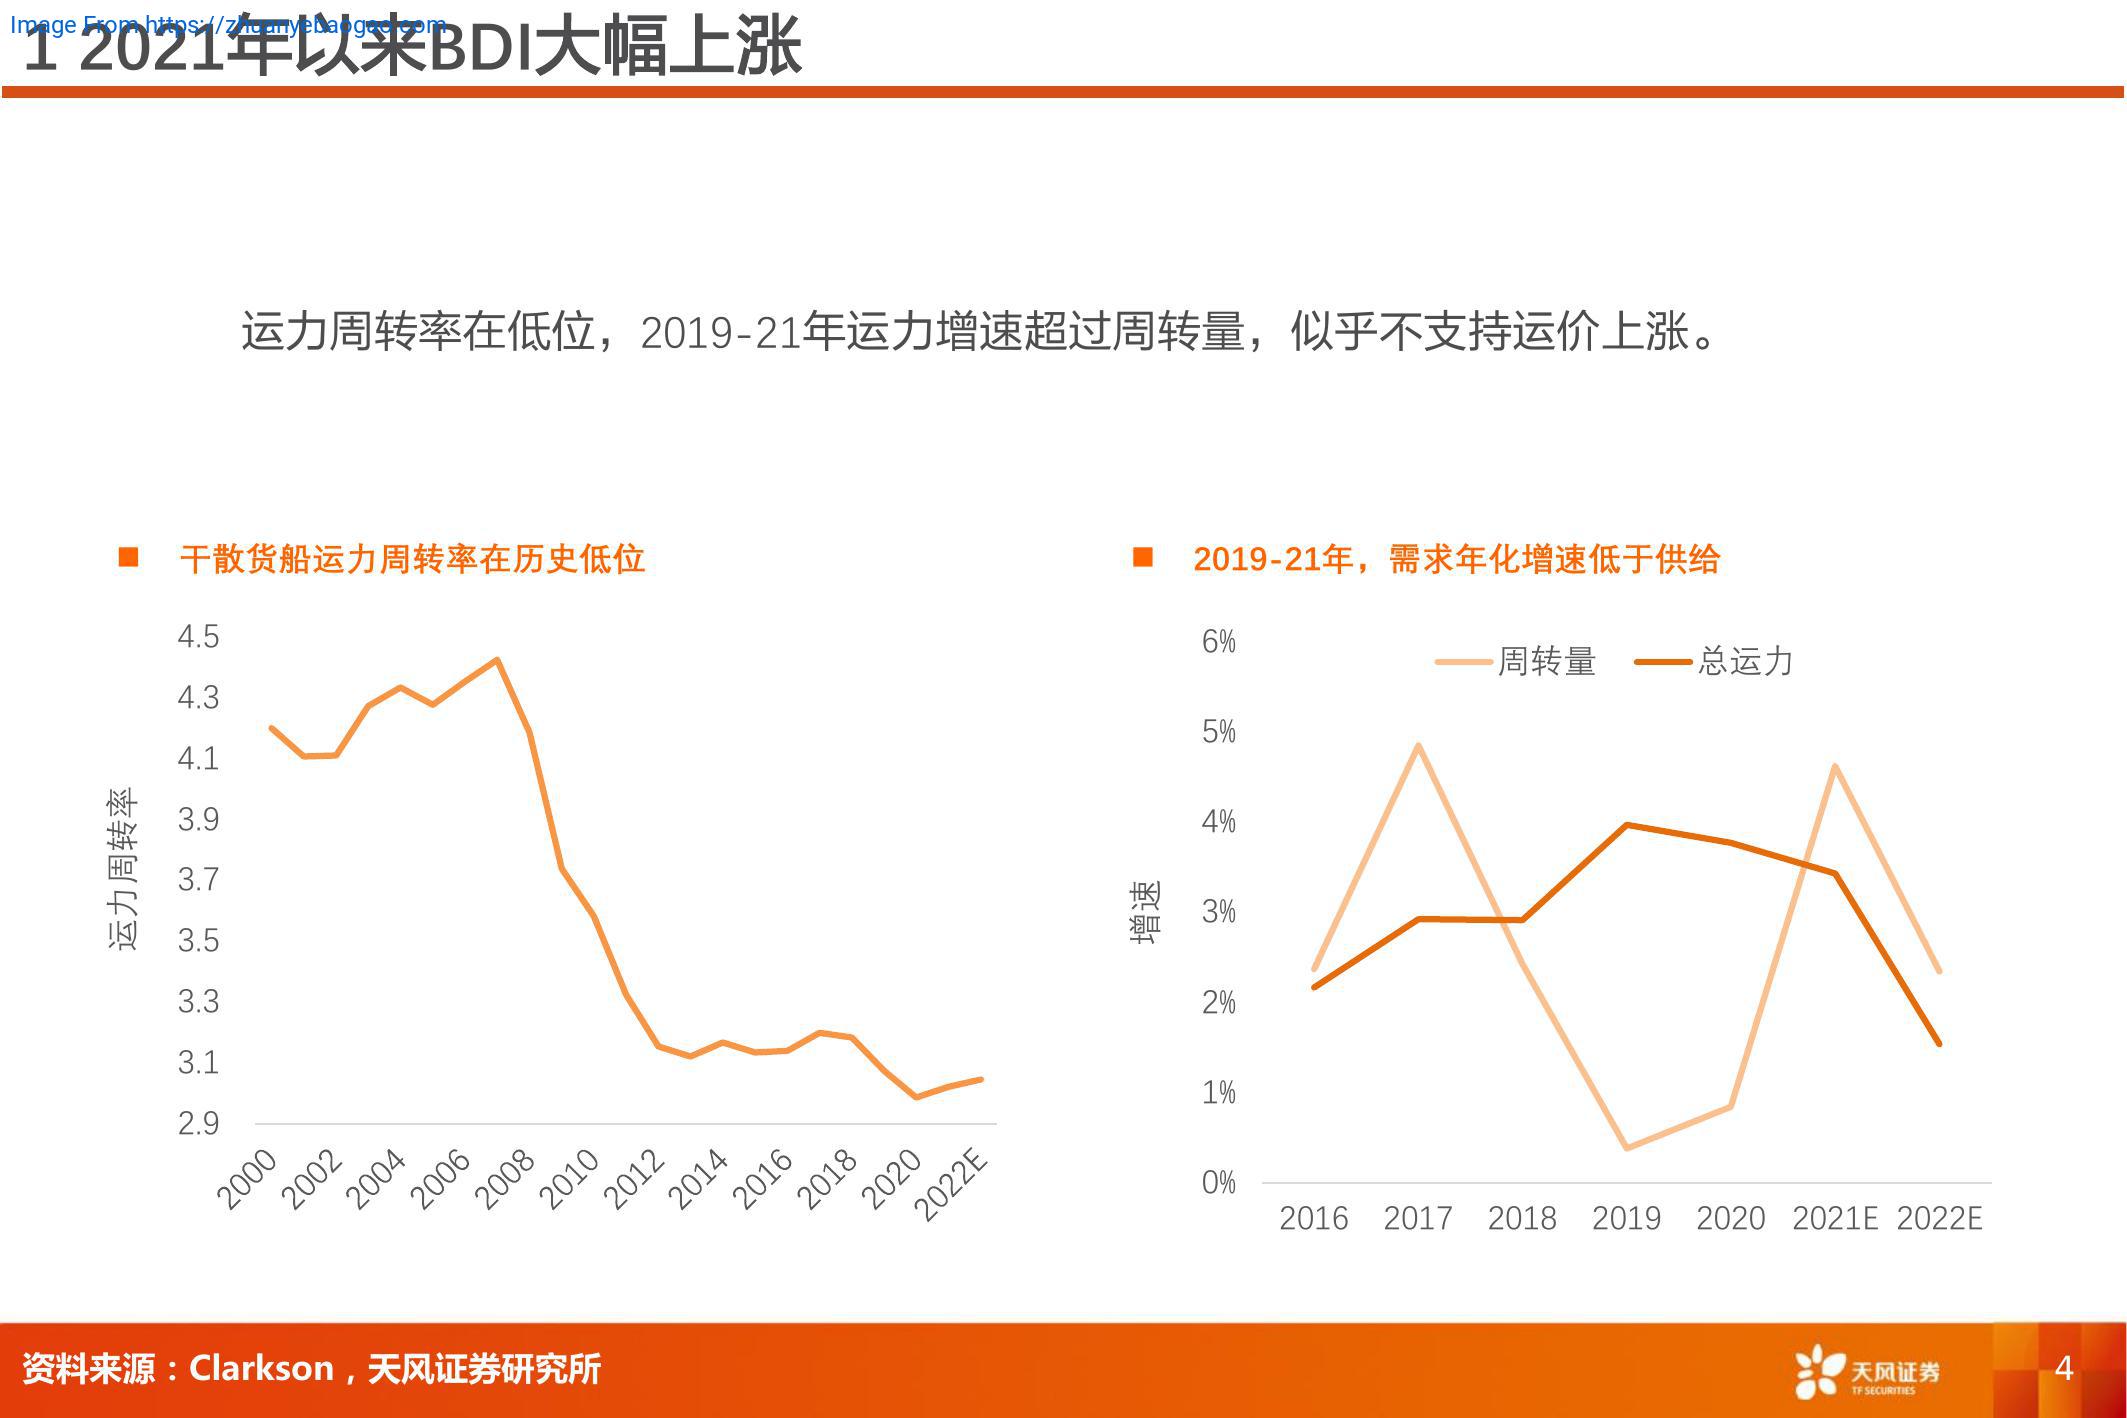 Image From https://zhuanyebaogao.com
1 2021年以来BDI大幅上涨
运力周转率在低位，2019-21年运力增速超过周转量，似乎不支持运价上涨。
■ 干散货船运力周转率在历史低位
运力周转率
4.5
4.3
4.1
3.9
3.7
3.5
3.3
3.1
2.9
2000 2002 2004 2006 2008 2010 2012 2014 2016 2018 2020 2022E
■ 2019-21年，需求年化增速低于供给
周转量 总运力
增速
6%
5%
4%
3%
2%
1%
0%
2016 2017 2018 2019 2020 2021E 2022E
资料来源：Clarkson，天风证券研究所
天风证券
TF SECURITIES
4